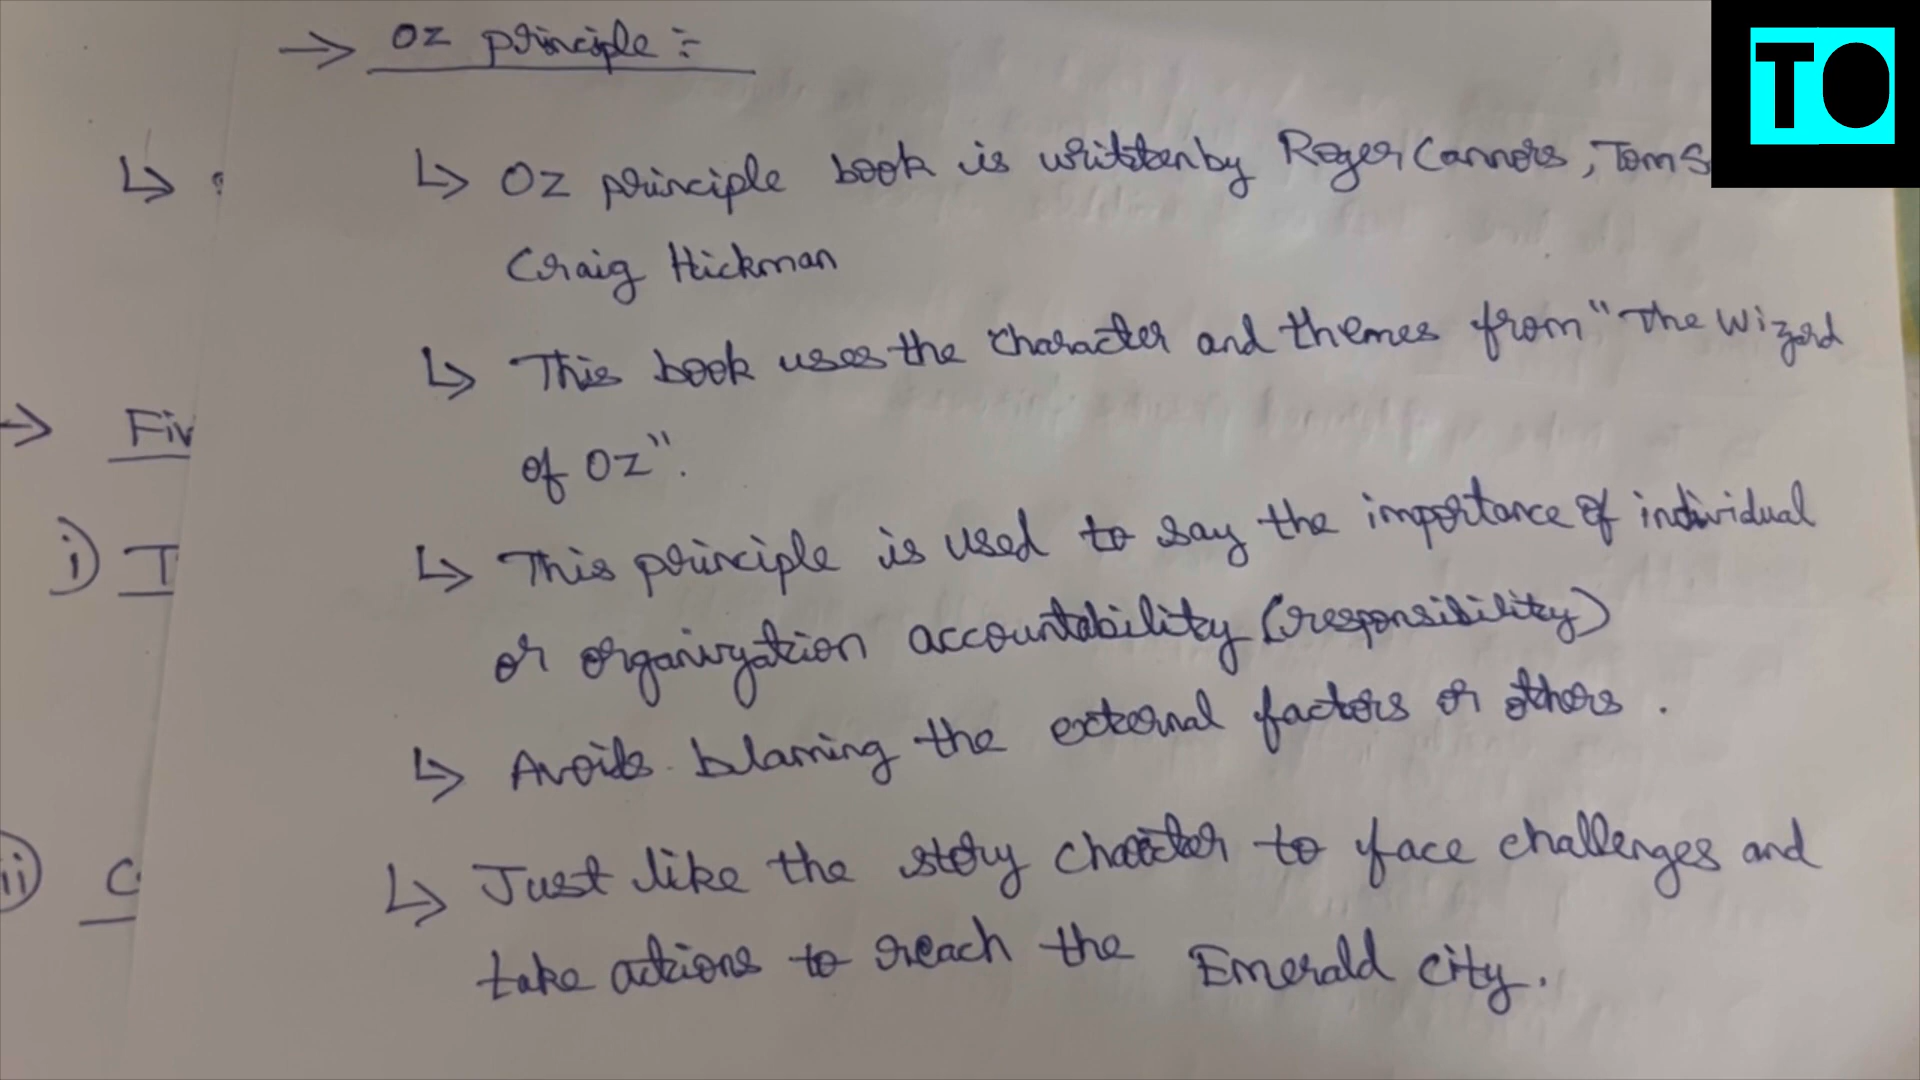 → Oz principle :-
↳ Oz principle book is written by Roger Connors, Tom S
Craig Hickman
↳ This book uses the character and themes from "The Wizard
of Oz".
↳ This principle is used to say the importance of individual
or organization accountability (responsibility)
↳ Avoids blaming the external factors or others.
↳ Just like the story character to face challenges and
take actions to reach the Emerald city.
↳
→ Fiv
i) I
ii) C
TO